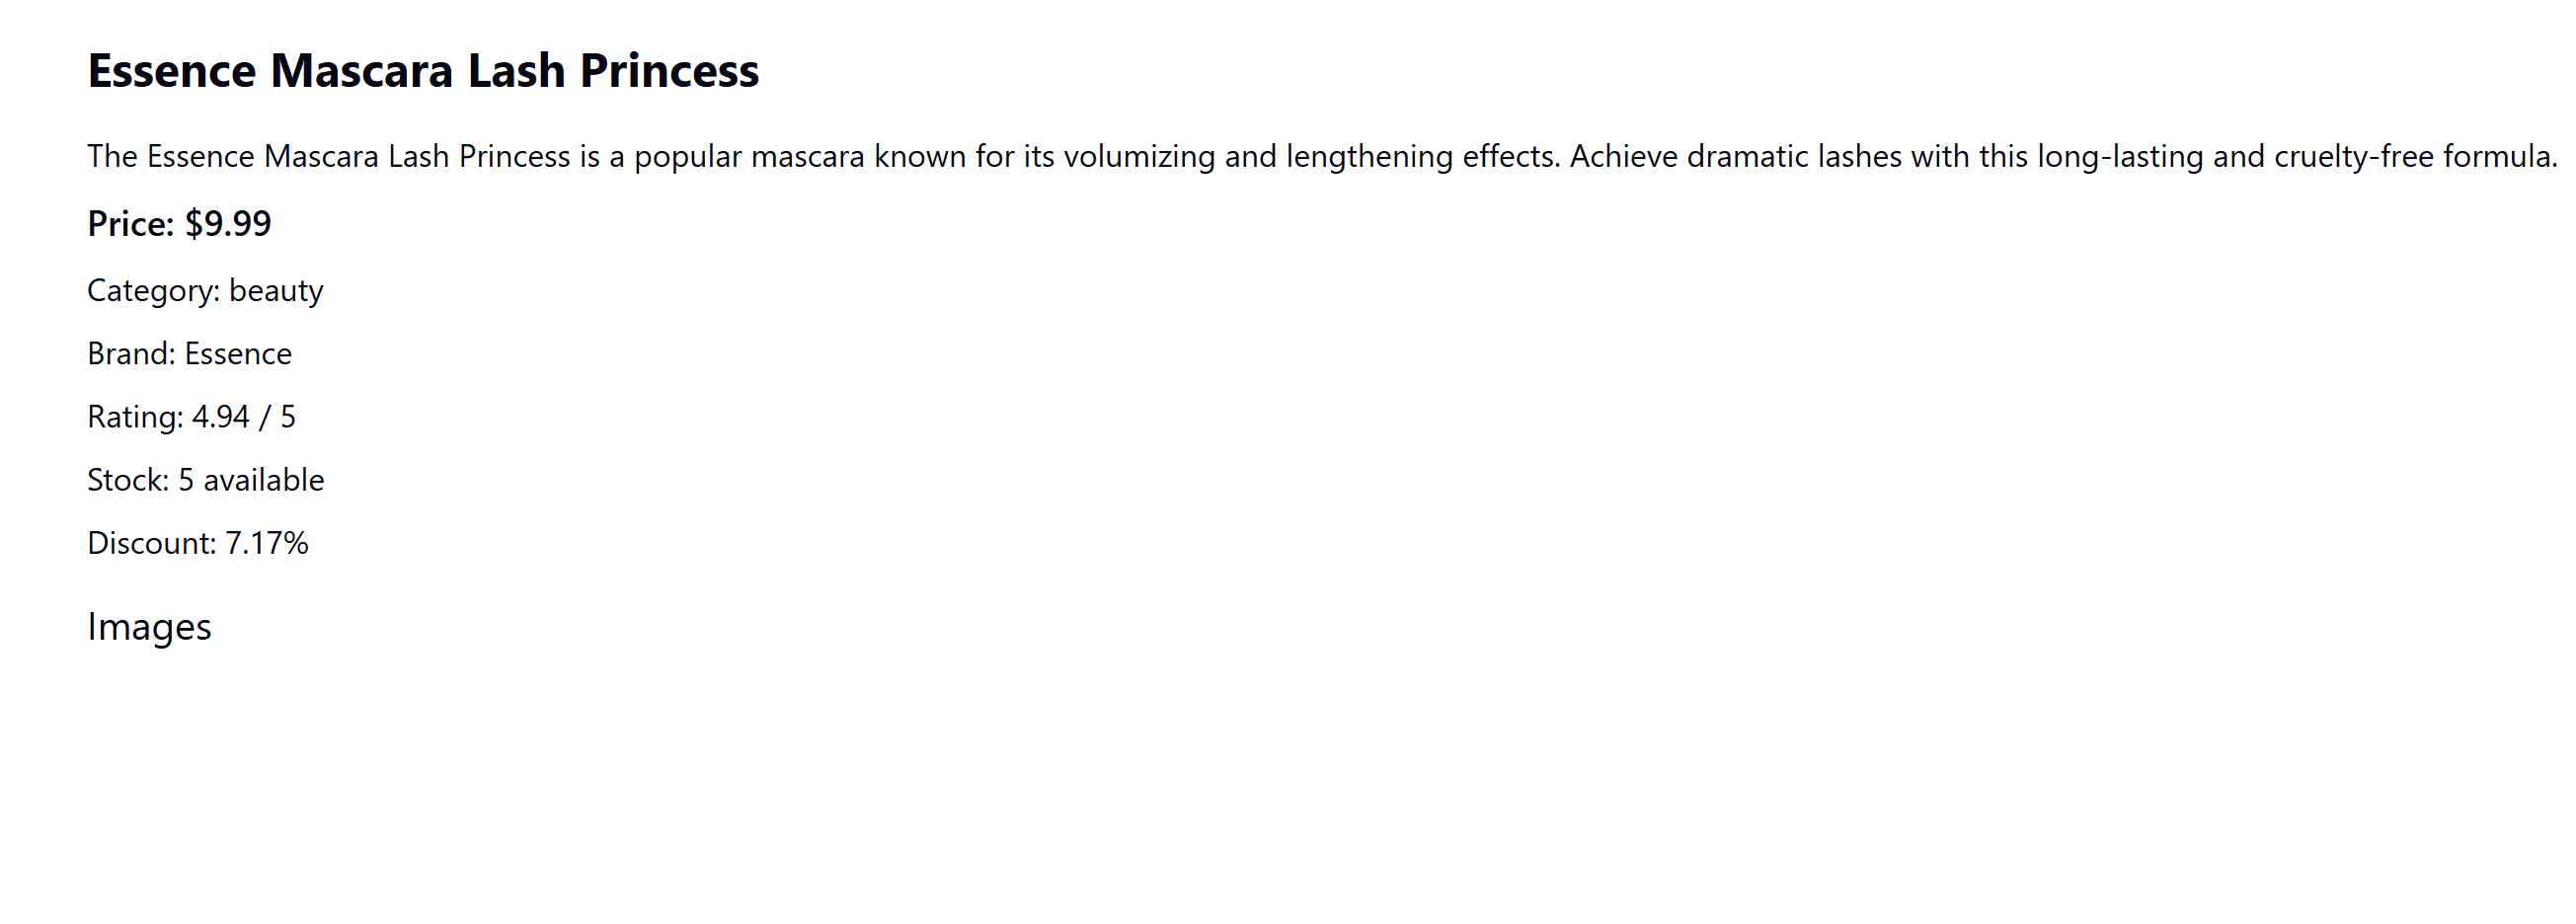 Essence Mascara Lash Princess
The Essence Mascara Lash Princess is a popular mascara known for its volumizing and lengthening effects. Achieve dramatic lashes with this long-lasting and cruelty-free formula.
Price: $9.99
Category: beauty
Brand: Essence
Rating: 4.94 / 5
Stock: 5 available
Discount: 7.17%
Images